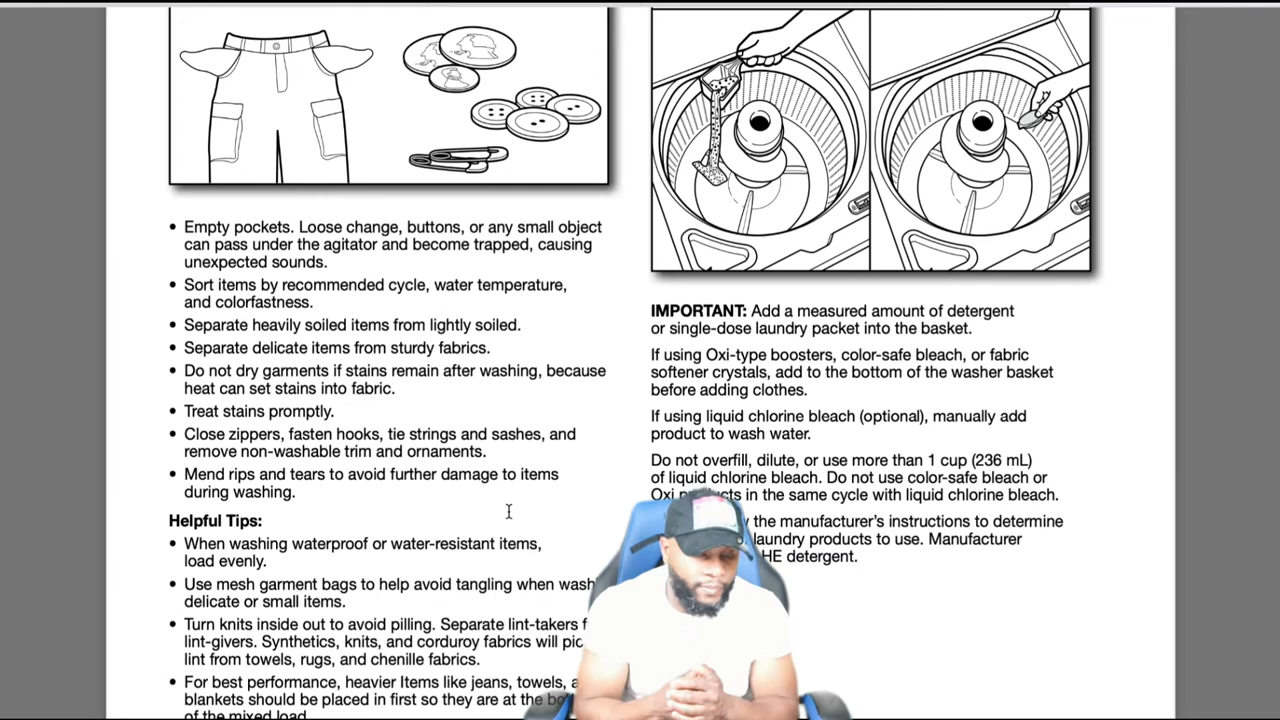 • Empty pockets. Loose change, buttons, or any small object
can pass under the agitator and become trapped, causing
unexpected sounds.
• Sort items by recommended cycle, water temperature,
and colorfastness.
• Separate heavily soiled items from lightly soiled.
• Separate delicate items from sturdy fabrics.
• Do not dry garments if stains remain after washing, because
heat can set stains into fabric.
• Treat stains promptly.
• Close zippers, fasten hooks, tie strings and sashes, and
remove non-washable trim and ornaments.
• Mend rips and tears to avoid further damage to items
during washing.
Helpful Tips:
• When washing waterproof or water-resistant items,
load evenly.
• Use mesh garment bags to help avoid tangling when wash
delicate or small items.
• Turn knits inside out to avoid pilling. Separate lint-takers
lint-givers. Synthetics, knits, and corduroy fabrics will
lint from towels, rugs, and chenille fabrics.
• For best performance, heavier Items like jeans, towels,
blankets should be placed in first so they are at the
of the mixed load
IMPORTANT: Add a measured amount of detergent
or single-dose laundry packet into the basket.
If using Oxi-type boosters, color-safe bleach, or fabric
softener crystals, add to the bottom of the washer basket
before adding clothes.
If using liquid chlorine bleach (optional), manually add
product to wash water.
Do not overfill, dilute, or use more than 1 cup (236 mL)
of liquid chlorine bleach. Do not use color-safe bleach or
Oxi in the same cycle with liquid chlorine bleach.
the manufacturer's instructions to determine
laundry products to use. Manufacturer
HE detergent.